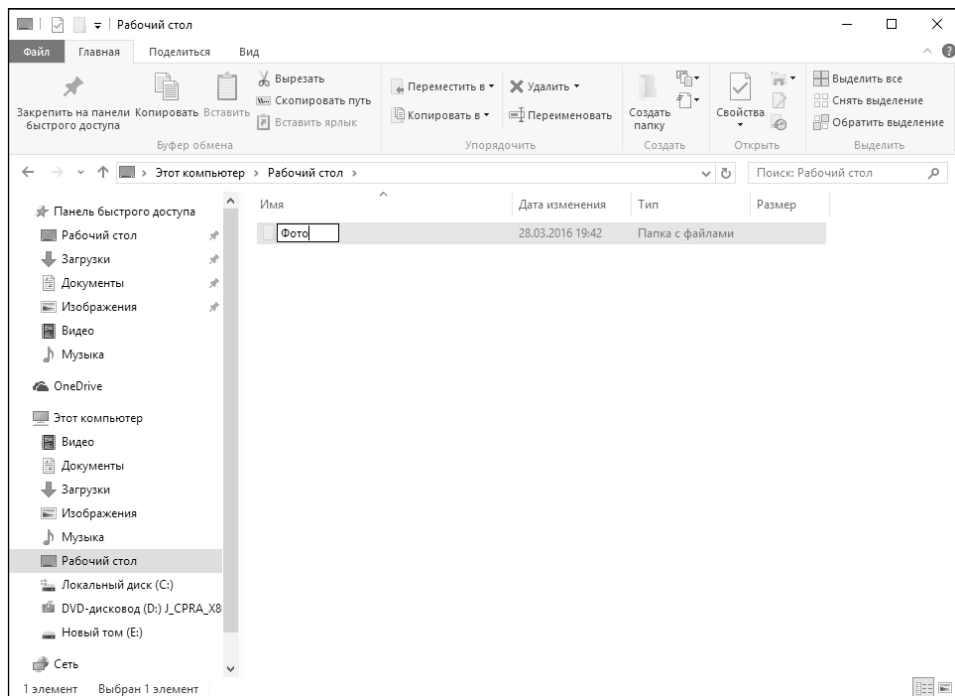 Рабочий стол
Файл Главная Поделиться Вид
Закрепить на панели быстрого доступа
Копировать
Вставить
Вырезать
Скопировать путь
Вставить ярлык
Буфер обмена
Переместить в
Копировать в
Удалить
Переименовать
Упорядочить
Создать папку
Создать
Свойства
Открыть
Выделить все
Снять выделение
Обратить выделение
Выделить
Этот компьютер > Рабочий стол >
Поиск: Рабочий стол
Имя Дата изменения Тип Размер
Фото 28.03.2016 19:42 Папка с файлами
Панель быстрого доступа
Рабочий стол
Загрузки
Документы
Изображения
Видео
Музыка
OneDrive
Этот компьютер
Видео
Документы
Загрузки
Изображения
Музыка
Рабочий стол
Локальный диск (C:)
DVD-дисковод (D:) J_CPRA_X8
Новый том (E:)
Сеть
1 элемент Выбран 1 элемент